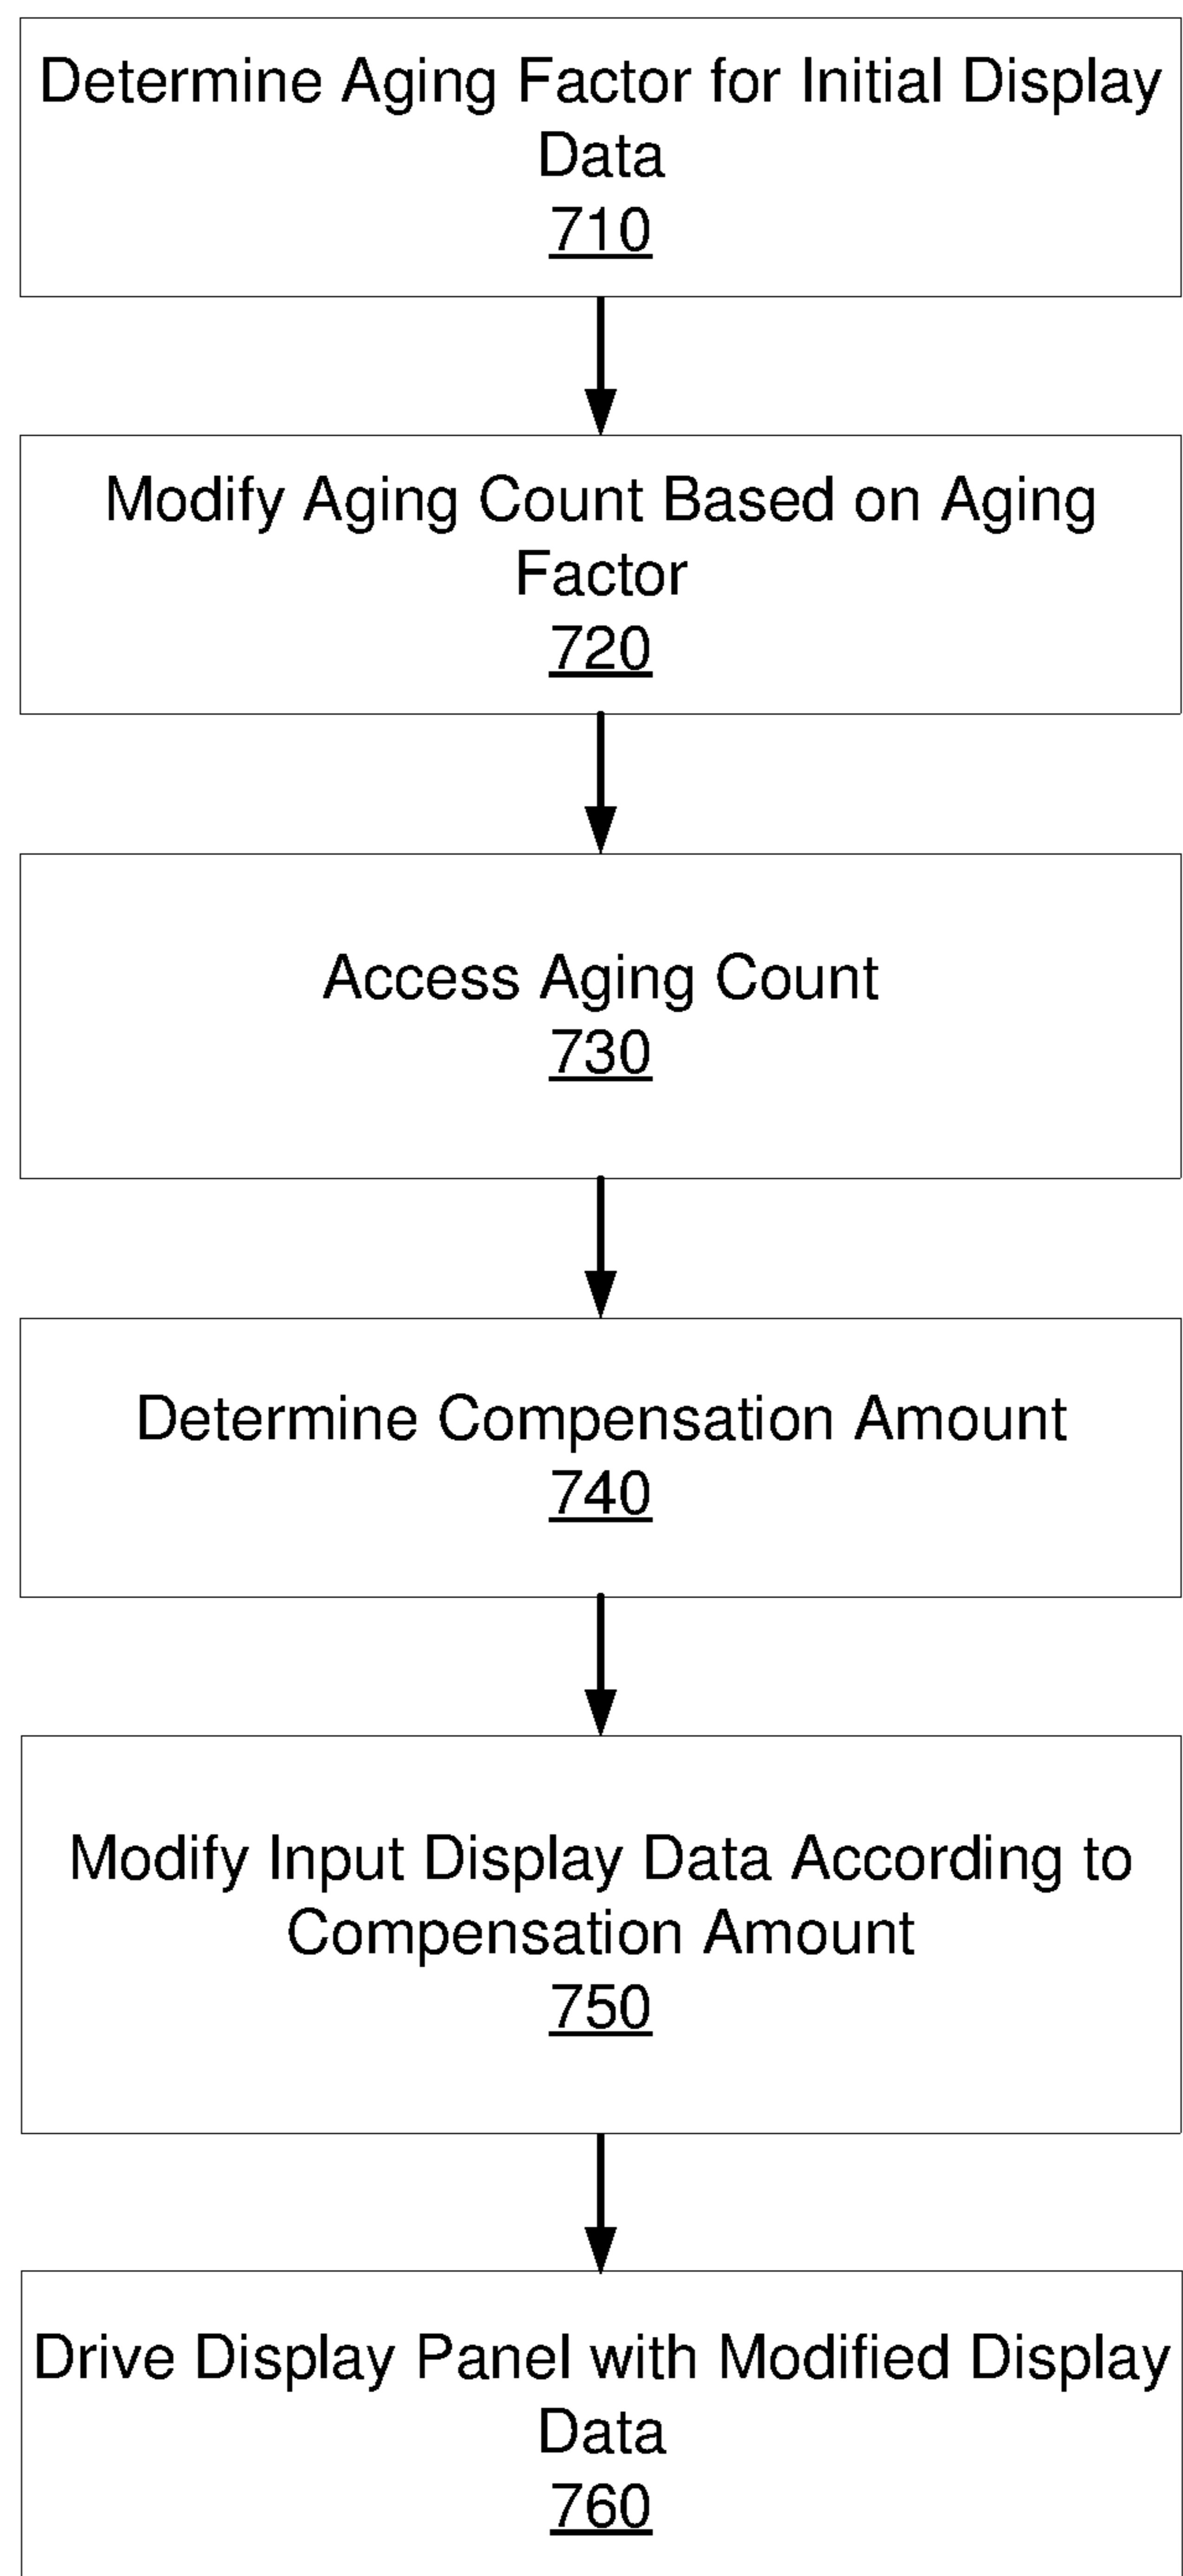 Determine Aging Factor for Initial Display
Data
710
Modify Aging Count Based on Aging
Factor
720
Access Aging Count
730
Determine Compensation Amount
740
Modify Input Display Data According to
Compensation Amount
750
Drive Display Panel with Modified Display
Data
760